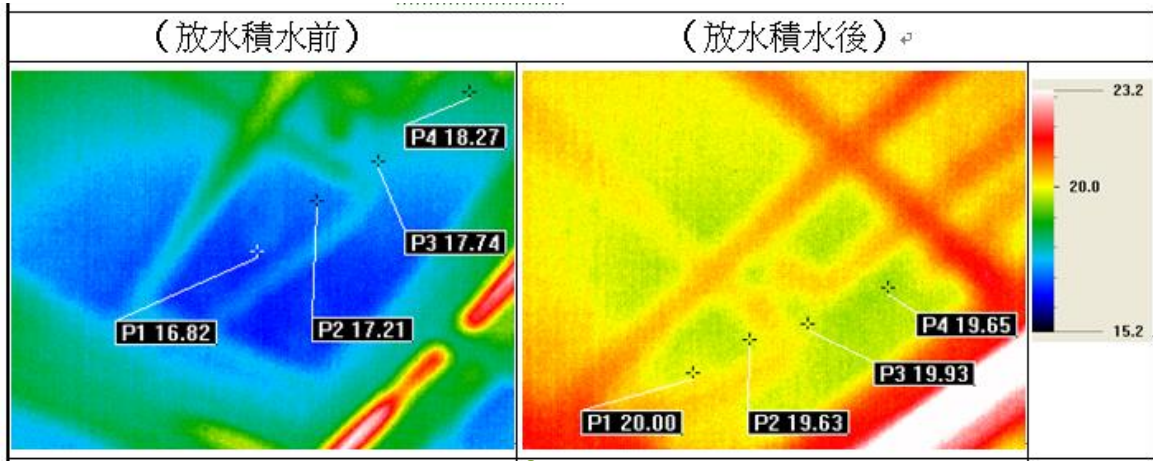 （放水積水前）
（放水積水後）
P4 18.27
P3 17.74
P1 16.82
P2 17.21
P4 19.65
P3 19.93
P1 20.00
P2 19.63
23.2
20.0
15.2